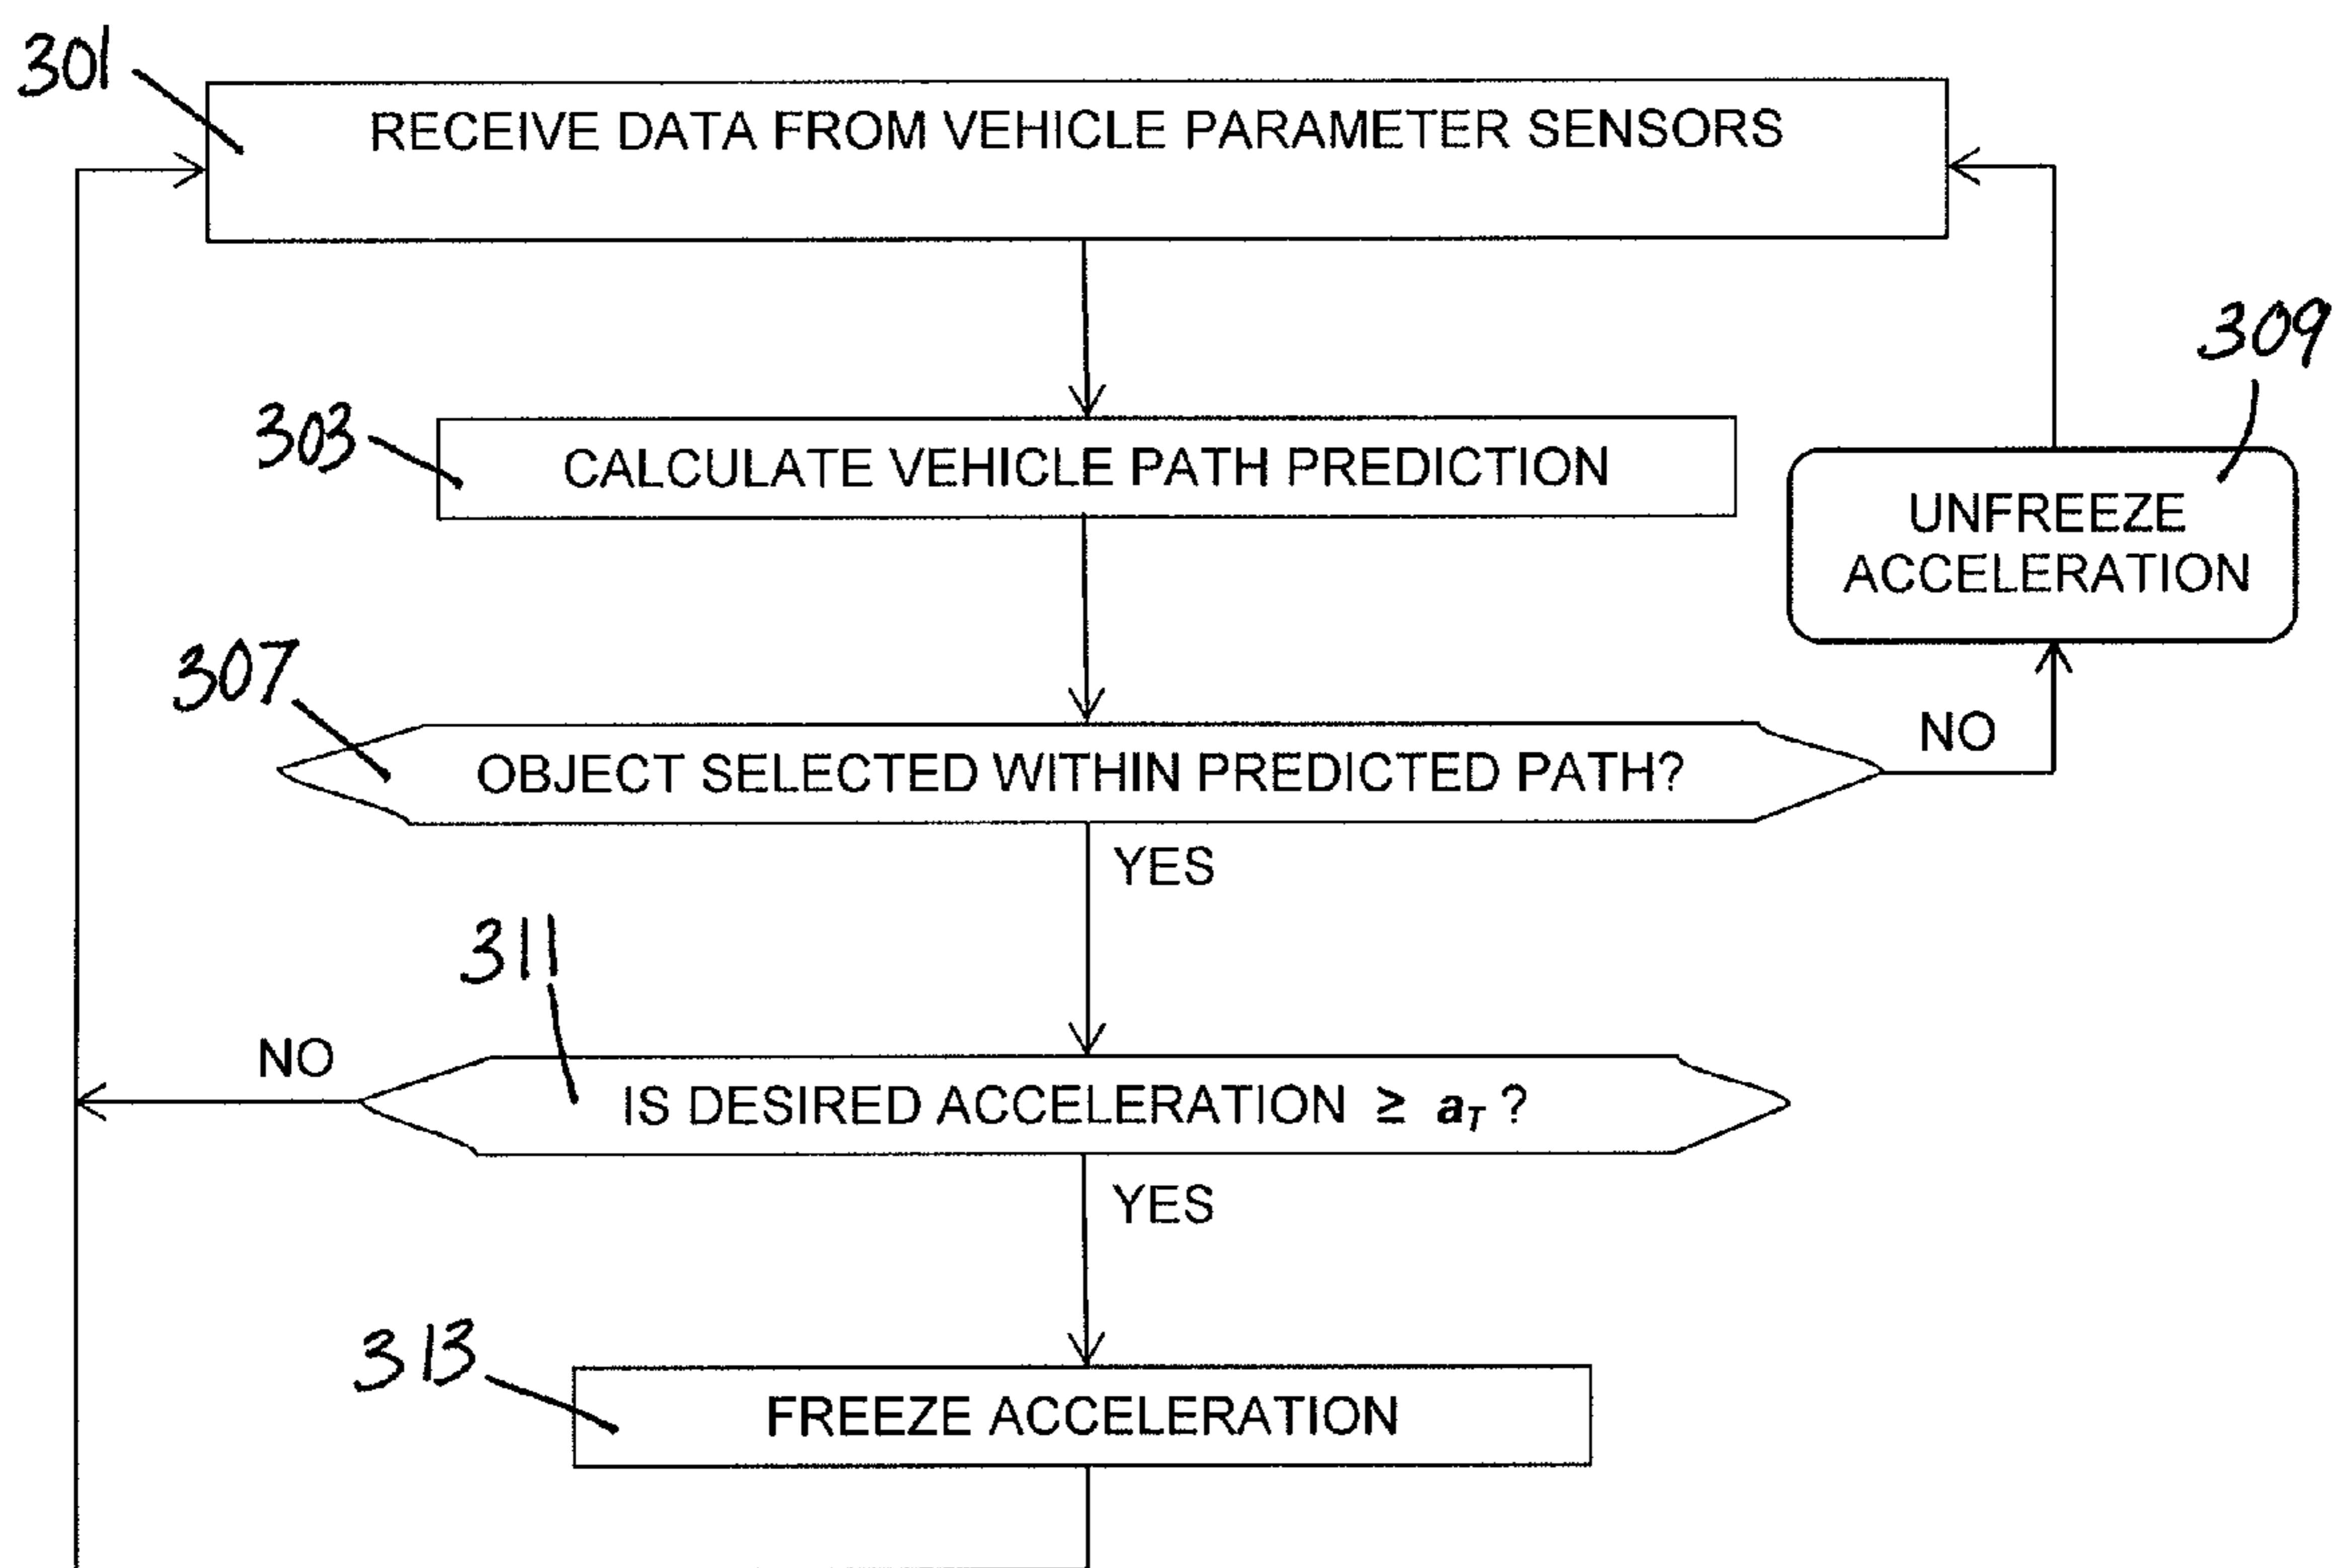 301
RECEIVE DATA FROM VEHICLE PARAMETER SENSORS
309
303
CALCULATE VEHICLE PATH PREDICTION
UNFREEZE
ACCELERATION
307
OBJECT SELECTED WITHIN PREDICTED PATH?
NO
YES
311
NO
IS DESIRED ACCELERATION ≥ aT ?
YES
313
FREEZE ACCELERATION